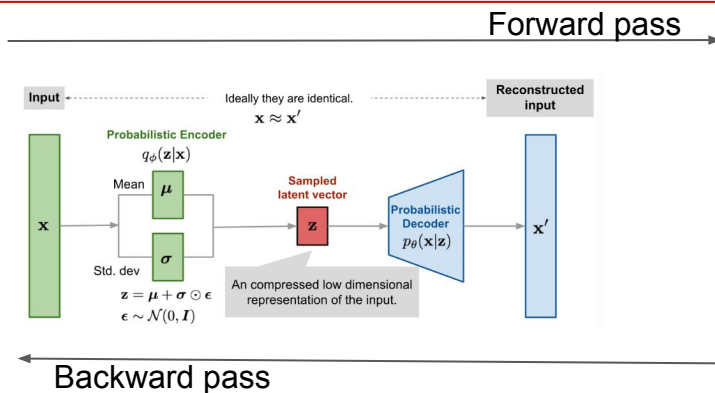 Forward pass
Input
Ideally they are identical.
x ≈ x′
Reconstructed
input
Probabilistic Encoder
qϕ(z|x)
Mean
μ
x
Std. dev
σ
z = μ + σ ⊙ ϵ
ϵ ∼ 𝒩(0, I)
Sampled
latent vector
z
An compressed low dimensional
representation of the input.
Probabilistic
Decoder
pθ(x|z)
x′
Backward pass